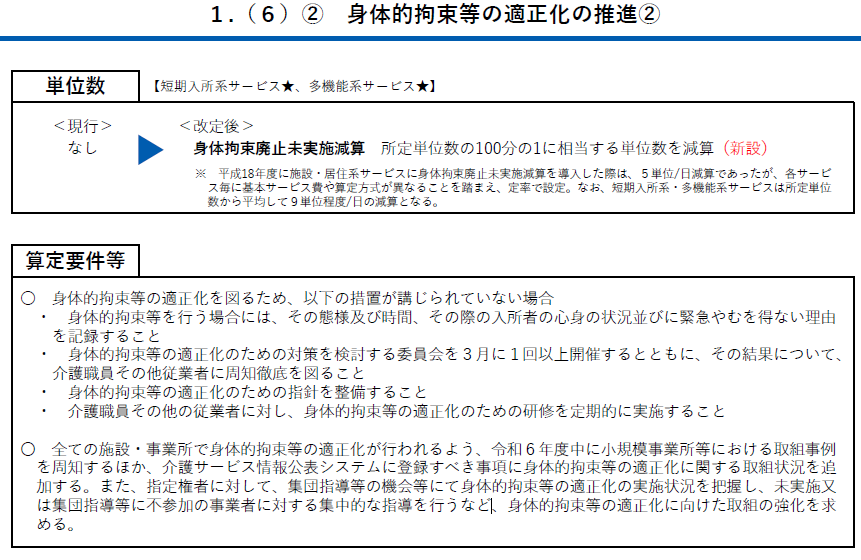 １.（６）② 身体的拘束等の適正化の推進②
単位数
【短期入所系サービス★、多機能系サービス★】
＜現行＞
なし
＜改定後＞
身体拘束廃止未実施減算　所定単位数の100分の1に相当する単位数を減算（新設）
※　平成18年度に施設・居住系サービスに身体拘束廃止未実施減算を導入した際は、５単位/日減算であったが、各サービ
ス毎に基本サービス費や算定方式が異なることを踏まえ、定率で設定。なお、短期入所系・多機能系サービスは所定単位
数から平均して９単位程度/日の減算となる。
算定要件等
○　身体的拘束等の適正化を図るため、以下の措置が講じられていない場合
・　身体的拘束等を行う場合には、その態様及び時間、その際の入所者の心身の状況並びに緊急やむを得ない理由
を記録すること
・　身体的拘束等の適正化のための対策を検討する委員会を３月に１回以上開催するとともに、その結果について、
介護職員その他従業者に周知徹底を図ること
・　身体的拘束等の適正化のための指針を整備すること
・　介護職員その他の従業者に対し、身体的拘束等の適正化のための研修を定期的に実施すること
○　全ての施設・事業所で身体的拘束等の適正化が行われるよう、令和６年度中に小規模事業所等における取組事例
を周知するほか、介護サービス情報公表システムに登録すべき事項に身体的拘束等の適正化に関する取組状況を追
加する。また、指定権者に対して、集団指導等の機会等にて身体的拘束等の適正化の実施状況を把握し、未実施又
は集団指導等に不参加の事業者に対する集中的な指導を行うなど、身体的拘束等の適正化に向けた取組の強化を求
める。